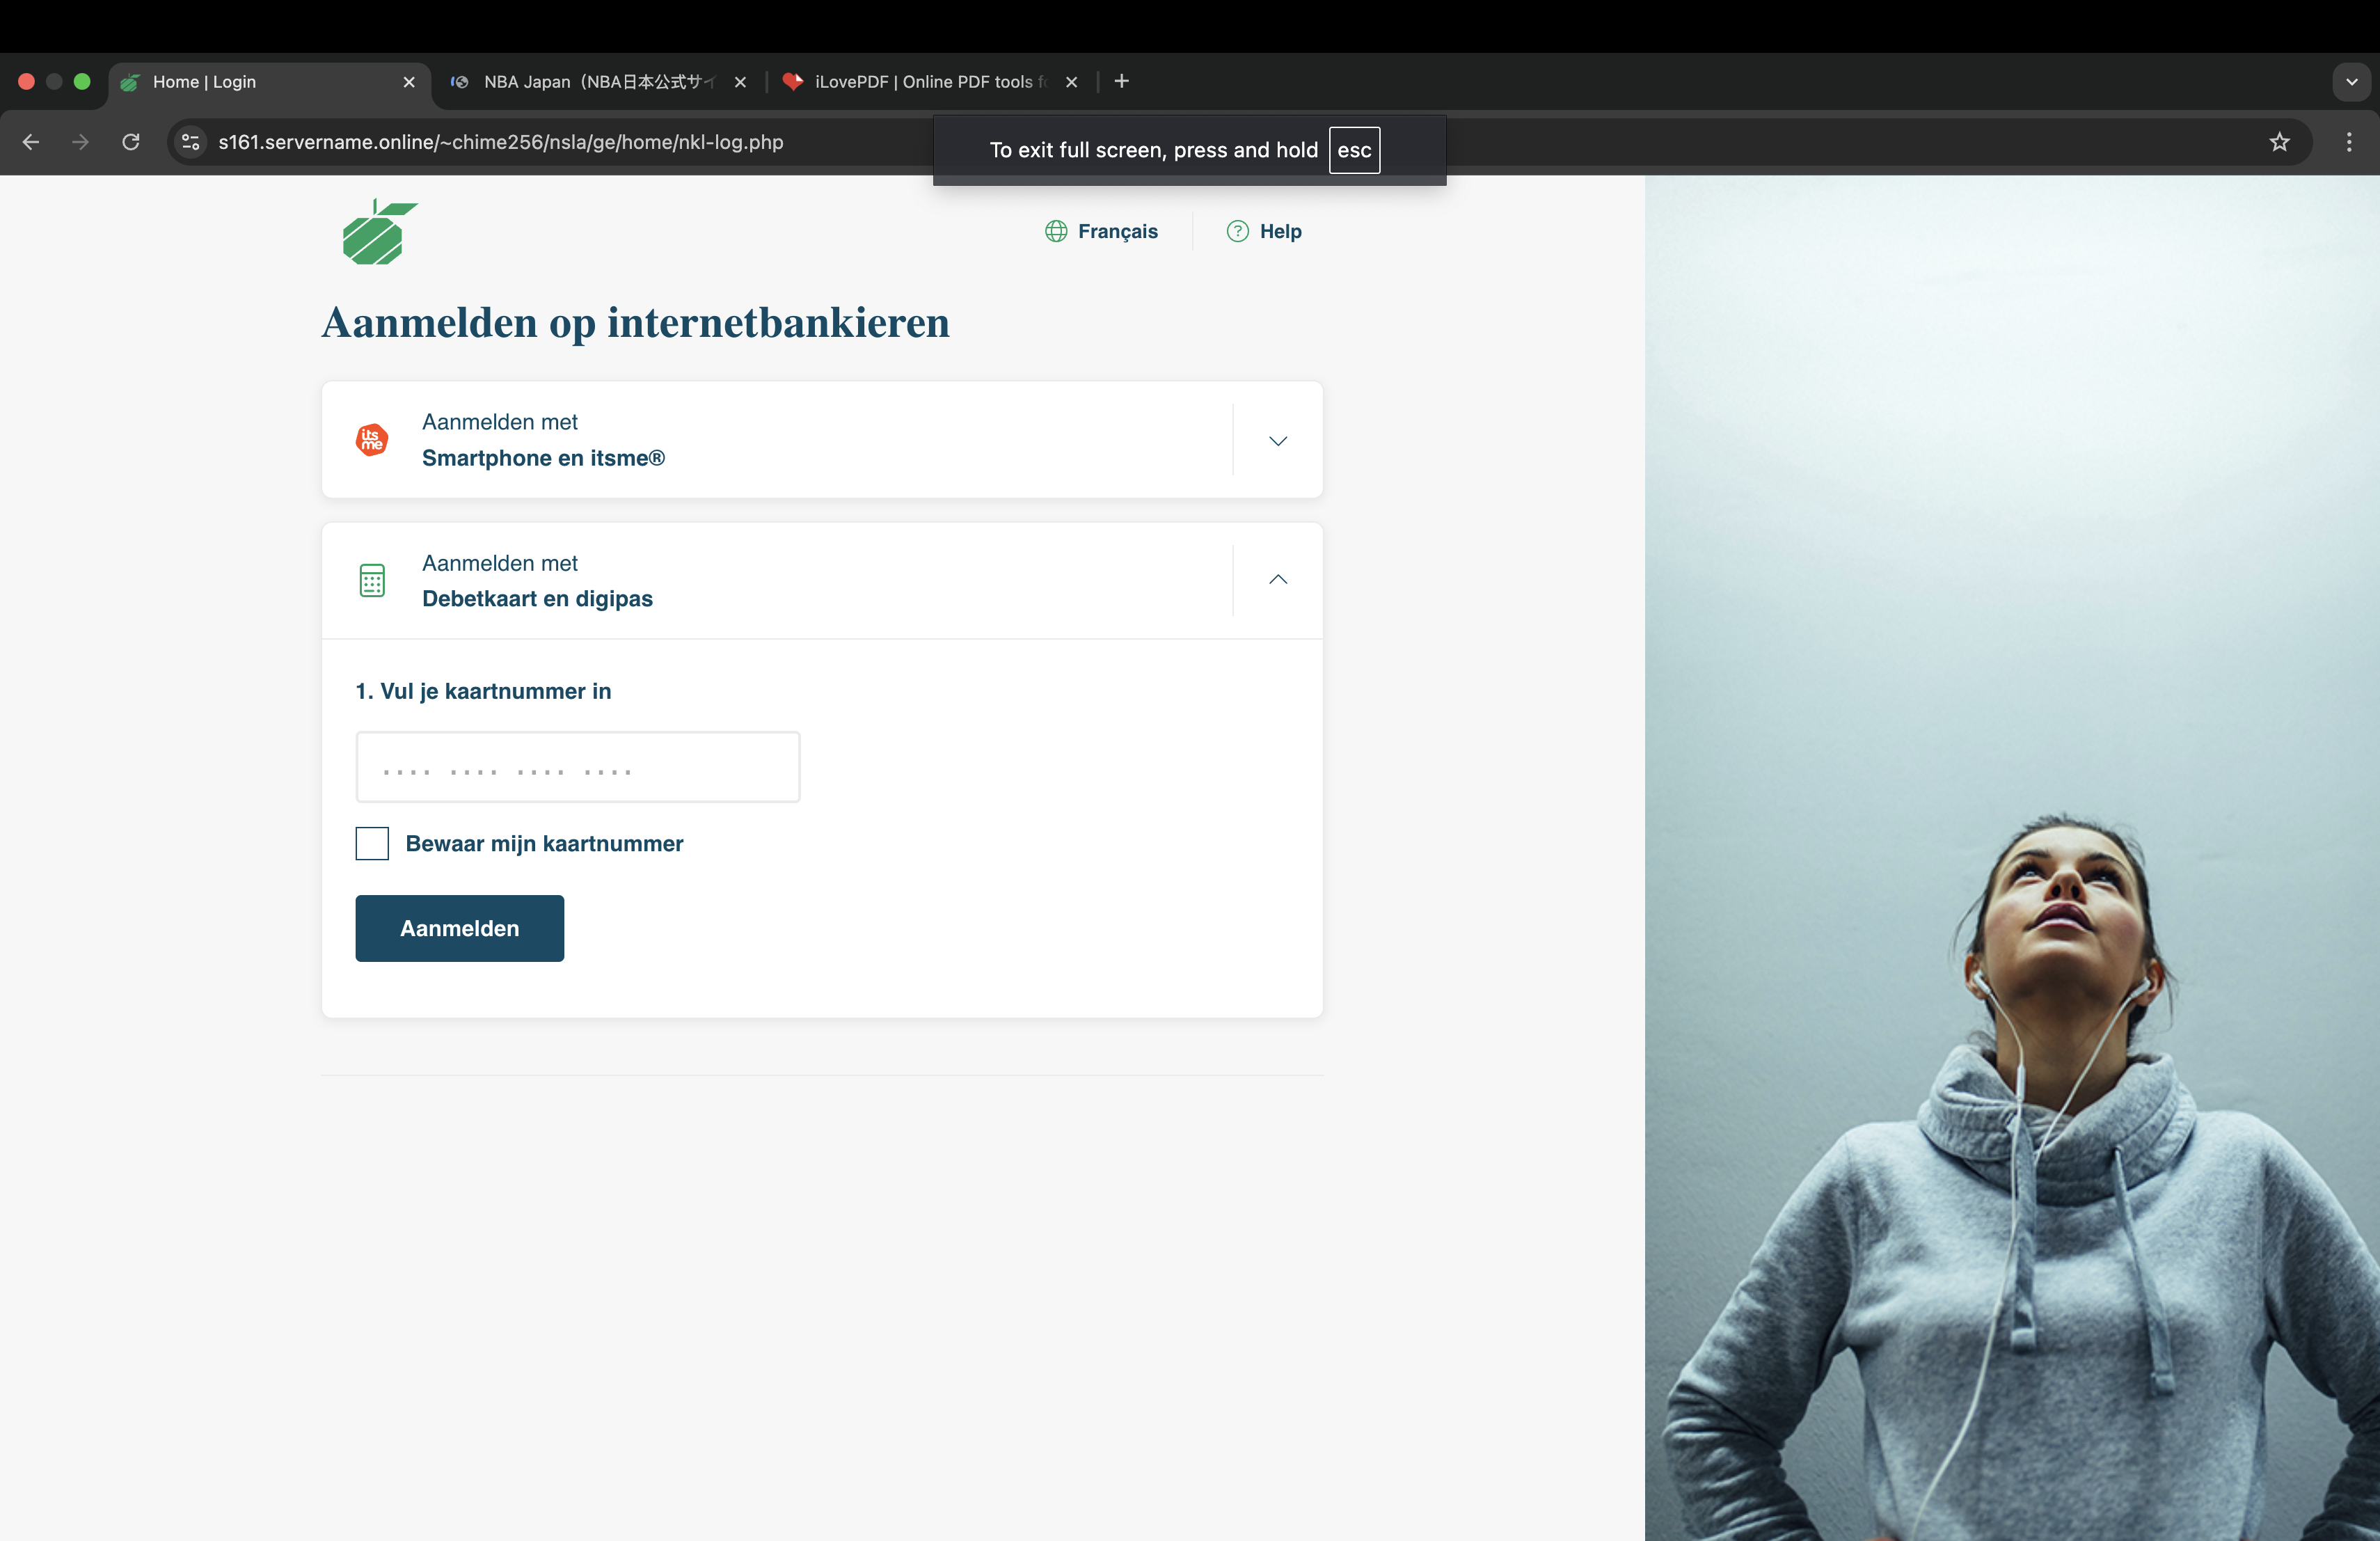 Home | Login
NBA Japan（NBA日本公式サイ
iLovePDF | Online PDF tools
s161.servername.online/~chime256/nsla/ge/home/nkl-log.php
To exit full screen, press and hold esc
Français
Help
Aanmelden op internetbankieren
its me
Aanmelden met
Smartphone en itsme®
Aanmelden met
Debetkaart en digipas
1. Vul je kaartnummer in
.... .... .... ....
Bewaar mijn kaartnummer
Aanmelden